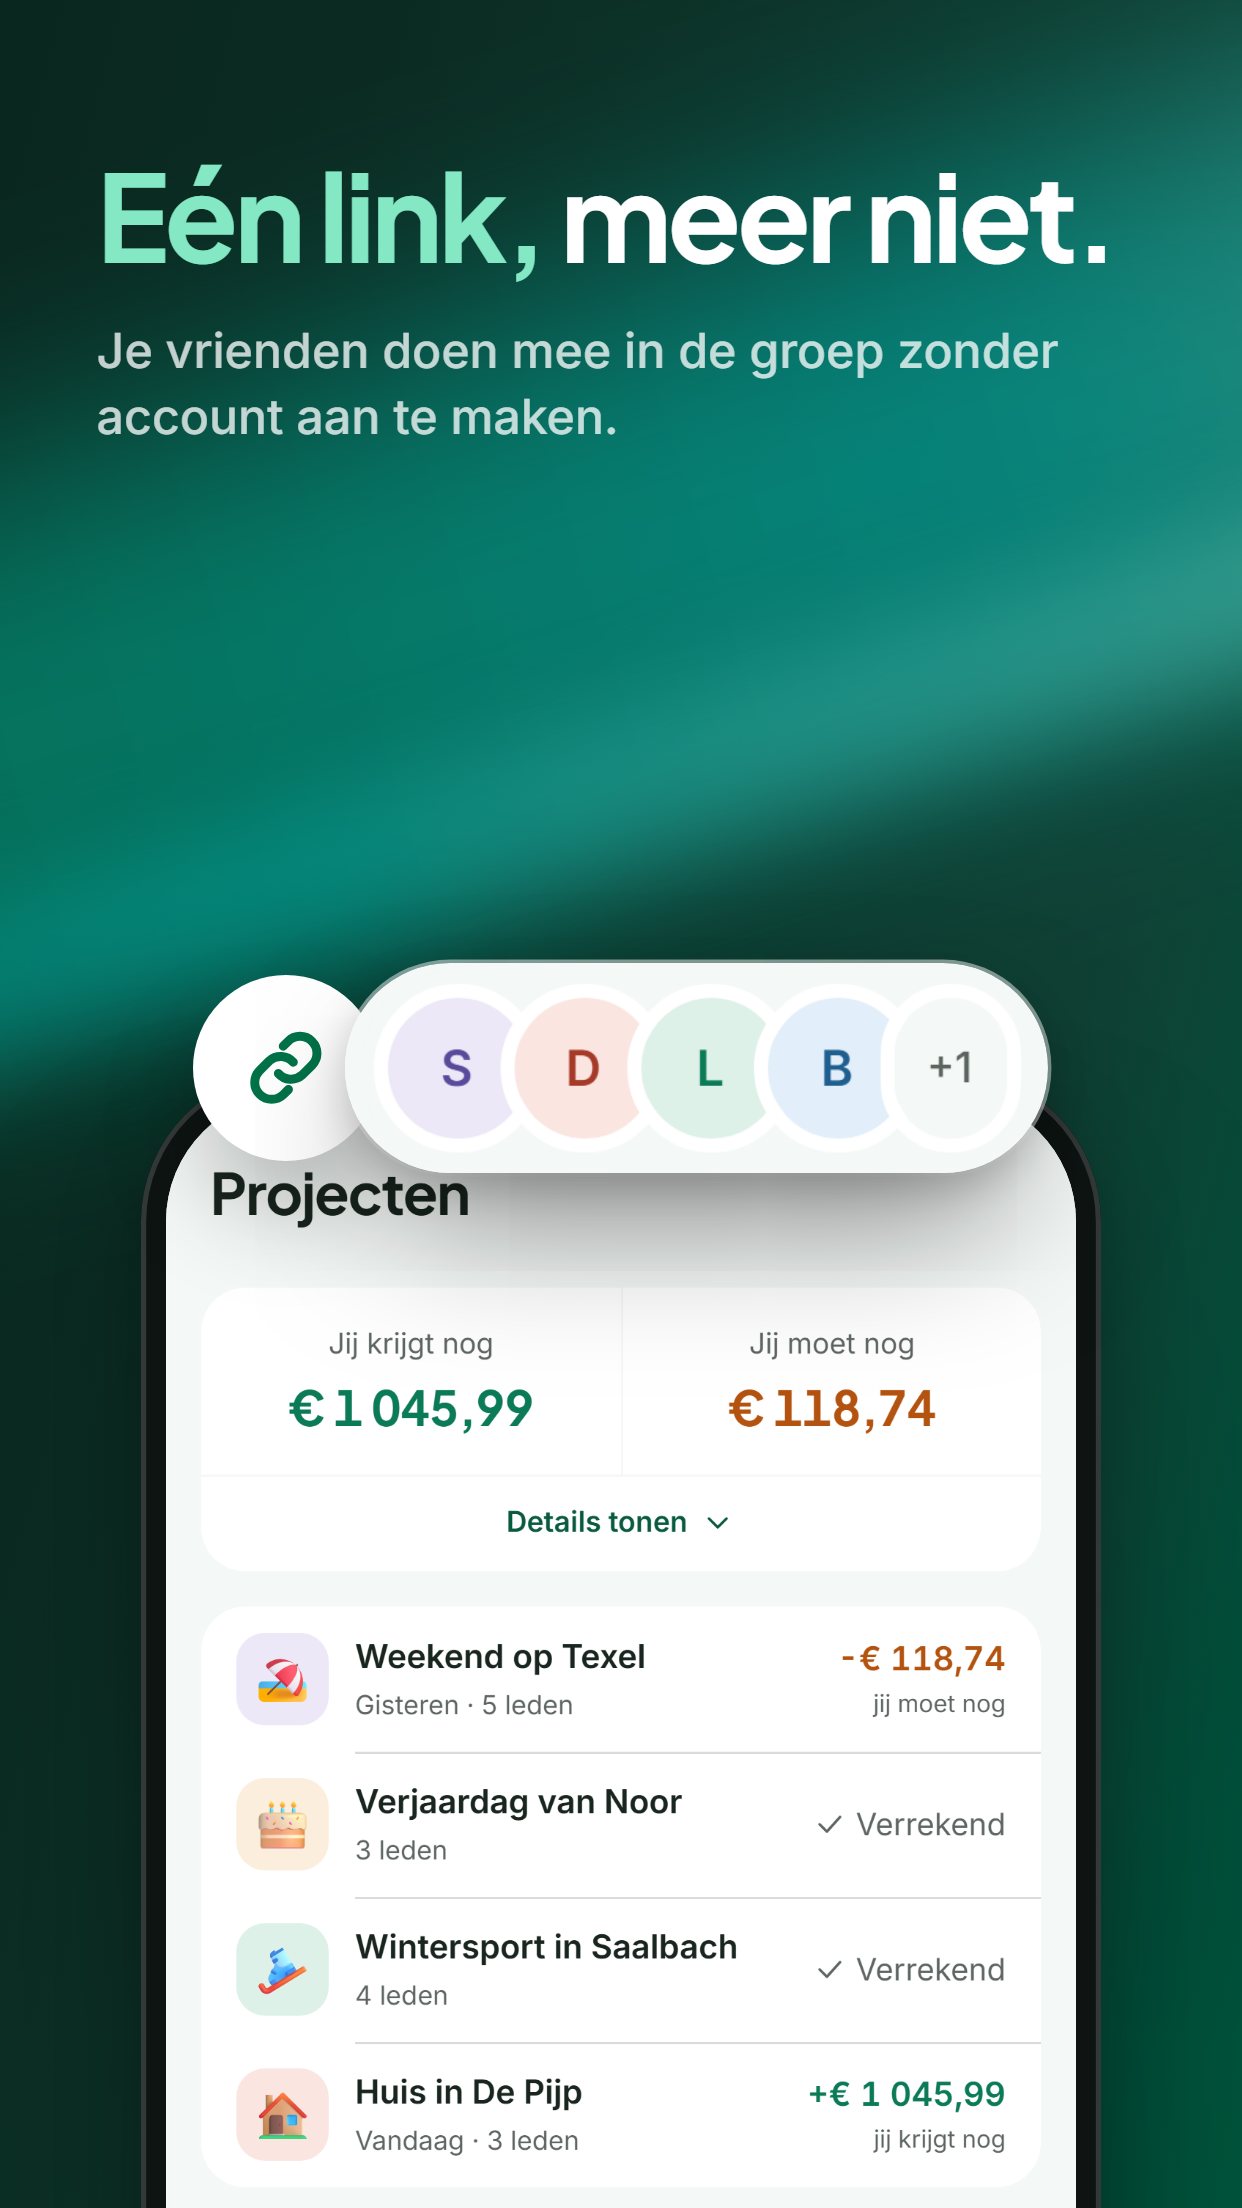 Eén link, meer niet.
Je vrienden doen mee in de groep zonder
account aan te maken.
S D L B +1
Projecten
Jij krijgt nog
€ 1 045,99
Jij moet nog
€ 118,74
Details tonen
Weekend op Texel
Gisteren · 5 leden
-€ 118,74
jij moet nog
Verjaardag van Noor
3 leden
Verrekend
Wintersport in Saalbach
4 leden
Verrekend
Huis in De Pijp
Vandaag · 3 leden
+€ 1 045,99
jij krijgt nog